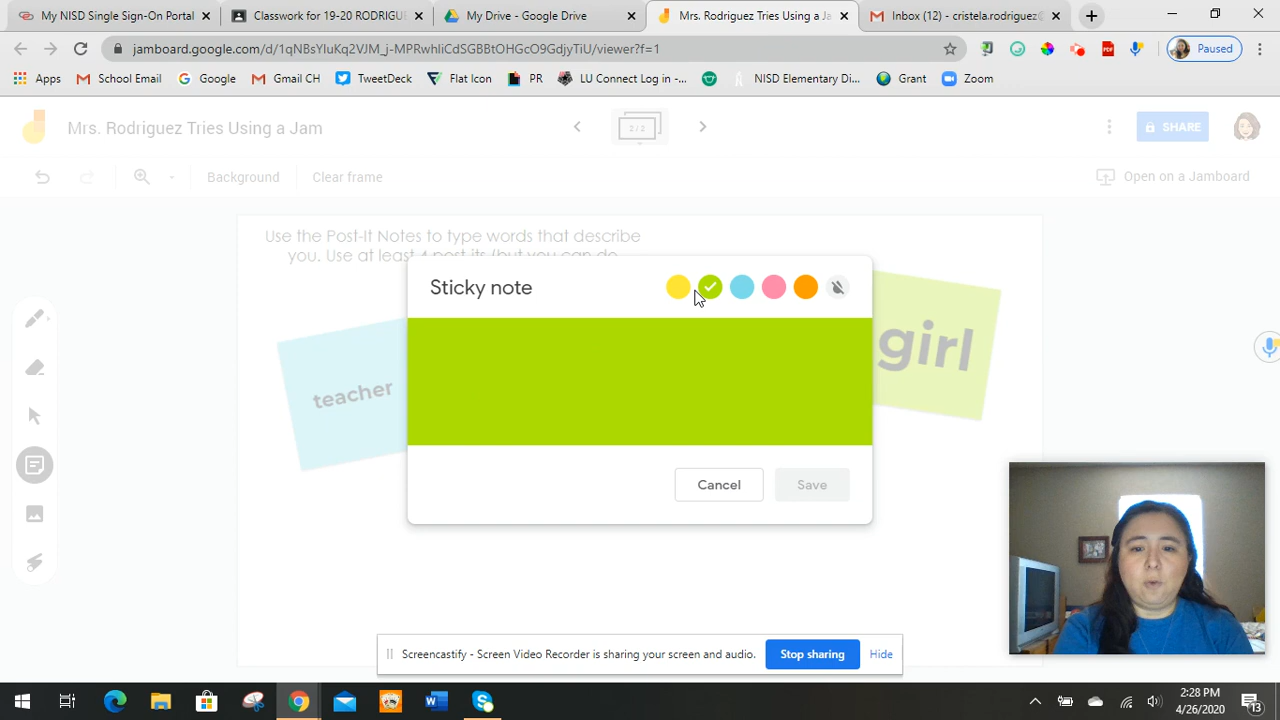 My NISD Single Sign-On Portal
Classwork for 19-20 RODRIGUE
My Drive - Google Drive
Mrs. Rodriguez Tries Using a Ja
Inbox (12) - cristela.rodriguez@
jamboard.google.com/d/1qNBsYIuKq2VJM_j-MPRwhIiCdSGBBtOHGcO9GdjyTiU/viewer?f=1
Paused
Apps
School Email
Google
Gmail CH
TweetDeck
Flat Icon
PR
LU Connect Log in -...
NISD Elementary Di...
Grant
Zoom
Mrs. Rodriguez Tries Using a Jam
2 / 2
SHARE
Background
Clear frame
Open on a Jamboard
Use the Post-It Notes to type words that describe
you. Use at least 4 post its (but you can do
Sticky note
teacher
girl
Cancel
Save
Screencastify - Screen Video Recorder is sharing your screen and audio.
Stop sharing
Hide
2:28 PM
4/26/2020
13